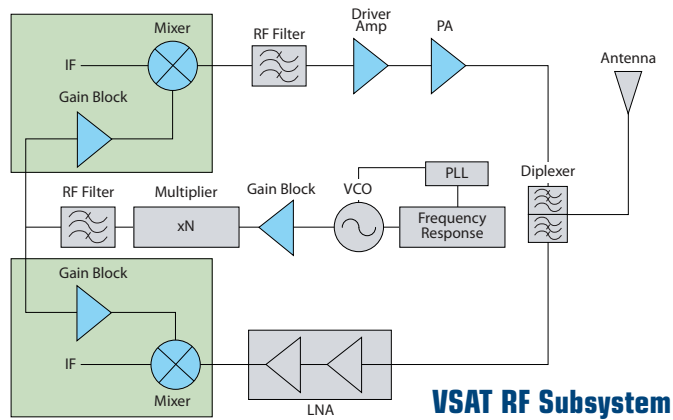 Mixer
IF
Gain Block
RF Filter
Driver
Amp
PA
Antenna
RF Filter
Multiplier
xN
Gain Block
VCO
PLL
Frequency
Response
Diplexer
Gain Block
IF
Mixer
LNA
VSAT RF Subsystem